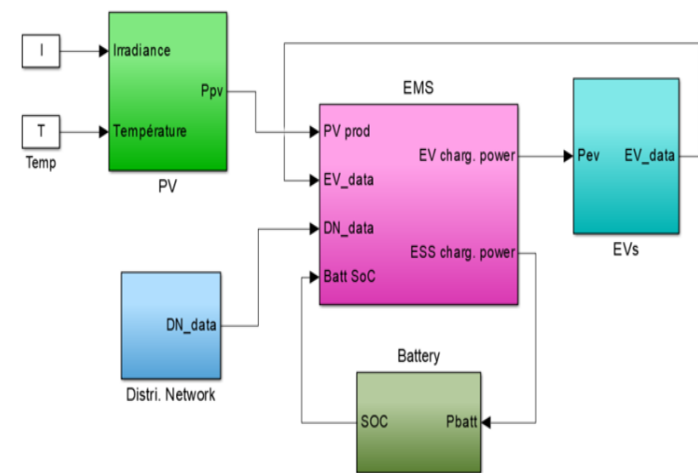 I
Irradiance
Ppv
T
Température
Temp
PV
EMS
PV prod
EV_data
DN_data
Batt SoC
EV charg. power
ESS charg. power
Pev
EV_data
EVs
DN_data
Distri. Network
Battery
SOC
Pbatt